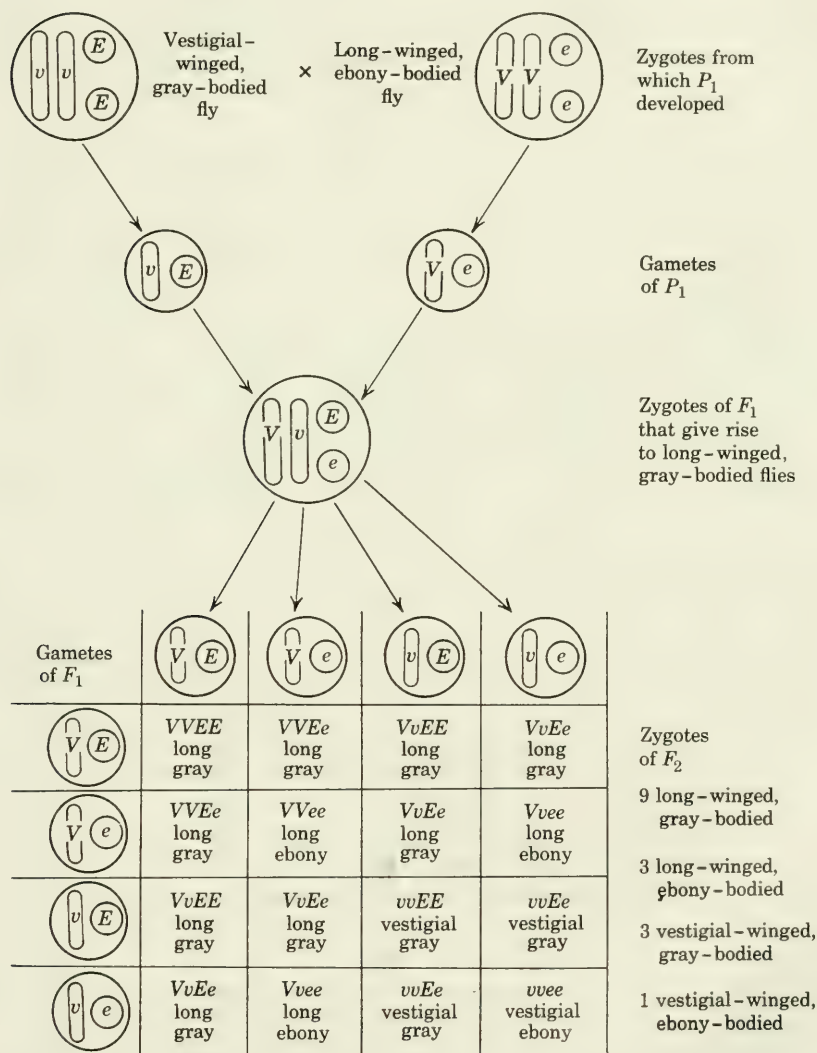 v v E E
Vestigial-
winged,
gray-bodied
fly
×
Long-winged,
ebony-bodied
fly
V V e e
Zygotes from
which P1
developed
v E
V e
Gametes
of P1
V v E e
Zygotes of F1
that give rise
to long-winged,
gray-bodied flies
Gametes
of F1
V E
V e
v E
v e
V E
VVEE
long
gray
VVEe
long
gray
VvEE
long
gray
VvEe
long
gray
V e
VVEe
long
gray
VVee
long
ebony
VvEe
long
gray
Vvee
long
ebony
v E
VvEE
long
gray
VvEe
long
gray
vvEE
vestigial
gray
vvEe
vestigial
gray
v e
VvEe
long
gray
Vvee
long
ebony
vvEe
vestigial
gray
vvee
vestigial
ebony
Zygotes
of F2
9 long-winged,
gray-bodied
3 long-winged,
ebony-bodied
3 vestigial-winged,
gray-bodied
1 vestigial-winged,
ebony-bodied